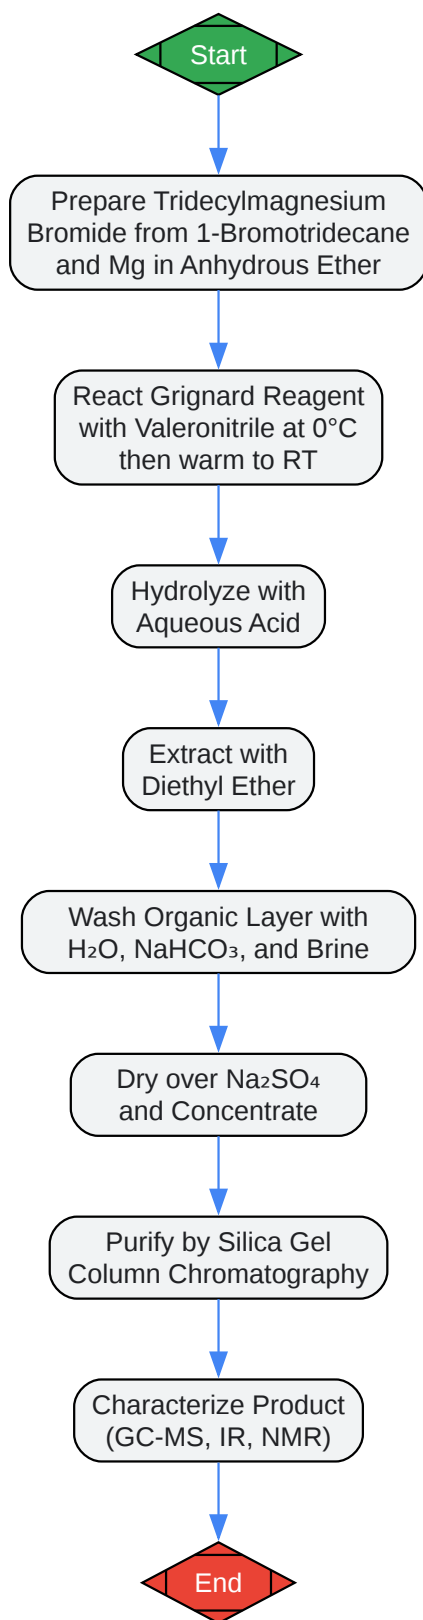 Start
Prepare Tridecylmagnesium
Bromide from 1-Bromotridecane
and Mg in Anhydrous Ether
React Grignard Reagent
with Valeronitrile at 0°C
then warm to RT
Hydrolyze with
Aqueous Acid
Extract with
Diethyl Ether
Wash Organic Layer with
H₂O, NaHCO₃, and Brine
Dry over Na₂SO₄
and Concentrate
Purify by Silica Gel
Column Chromatography
Characterize Product
(GC-MS, IR, NMR)
End